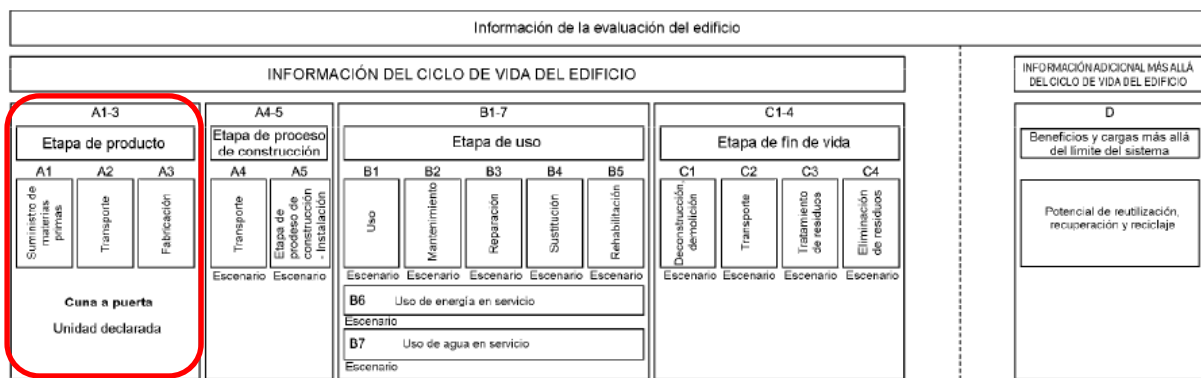 Información de la evaluación del edificio
INFORMACIÓN DEL CICLO DE VIDA DEL EDIFICIO
INFORMACIÓN ADICIONAL MÁS ALLÁ
DEL CICLO DE VIDA DEL EDIFICIO
A1-3
Etapa de producto
A1
Suministro de
materias
primas
A2
Transporte
A3
Fabricación
Cuna a puerta
Unidad declarada
A4-5
Etapa de proceso
de construcción
A4
Transporte
Escenario
A5
Etapa de
prodeso de
construcción
- Instalación
Escenario
B1-7
Etapa de uso
B1
Uso
Escenario
B2
Mantenimiento
Escenario
B3
Reparación
Escenario
B4
Sustitución
Escenario
B5
Rehabilitación
Escenario
B6 Uso de energía en servicio
Escenario
B7 Uso de agua en servicio
Escenario
C1-4
Etapa de fin de vida
C1
Deconstrucción,
demolición
Escenario
C2
Transporte
Escenario
C3
Tratamiento
de residuos
Escenario
C4
Eliminación
de residuos
Escenario
D
Beneficios y cargas más allá
del límite del sistema
Potencial de reutilización,
recuperación y reciclaje